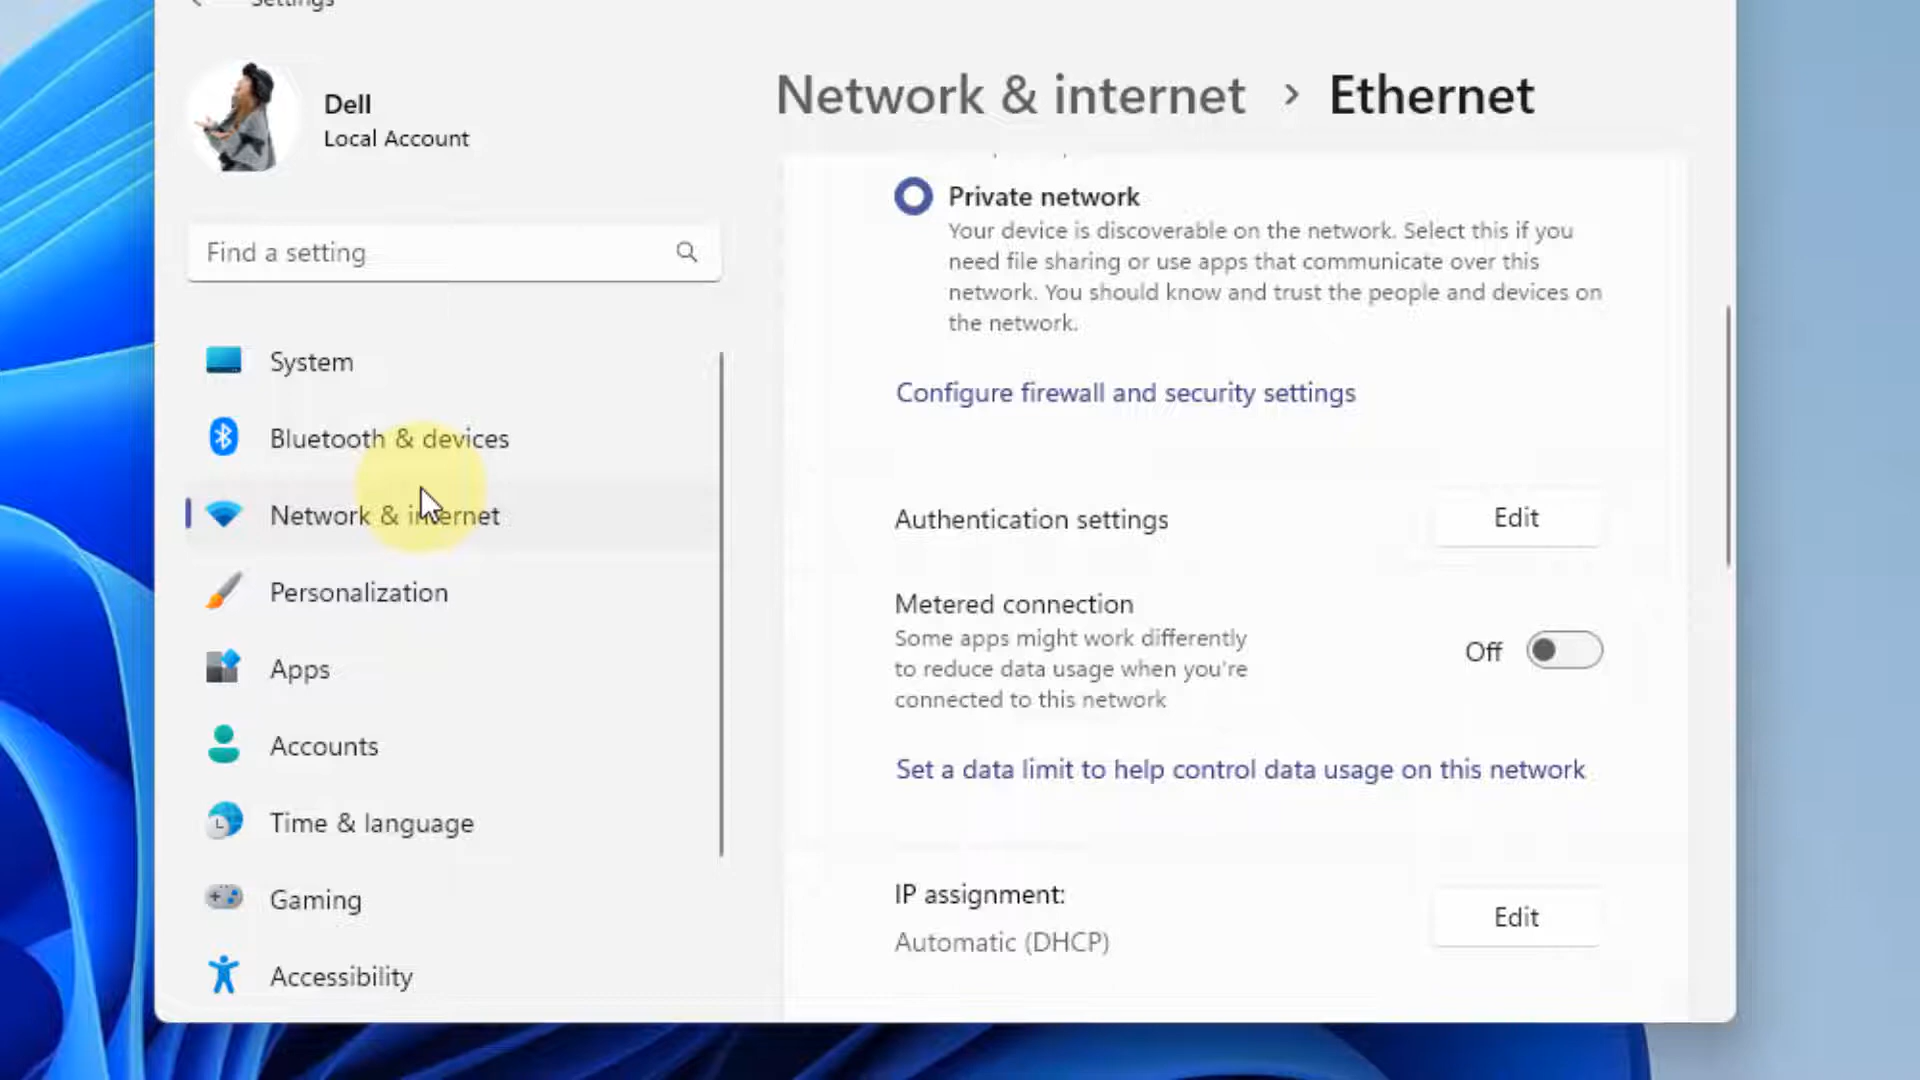 Settings
Dell
Local Account
Find a setting
System
Bluetooth & devices
Network & internet
Personalization
Apps
Accounts
Time & language
Gaming
Accessibility
Network & internet › Ethernet
Private network
Your device is discoverable on the network. Select this if you
need file sharing or use apps that communicate over this
network. You should know and trust the people and devices on
the network.
Configure firewall and security settings
Authentication settings
Edit
Metered connection
Some apps might work differently
to reduce data usage when you're
connected to this network
Off
Set a data limit to help control data usage on this network
IP assignment:
Automatic (DHCP)
Edit